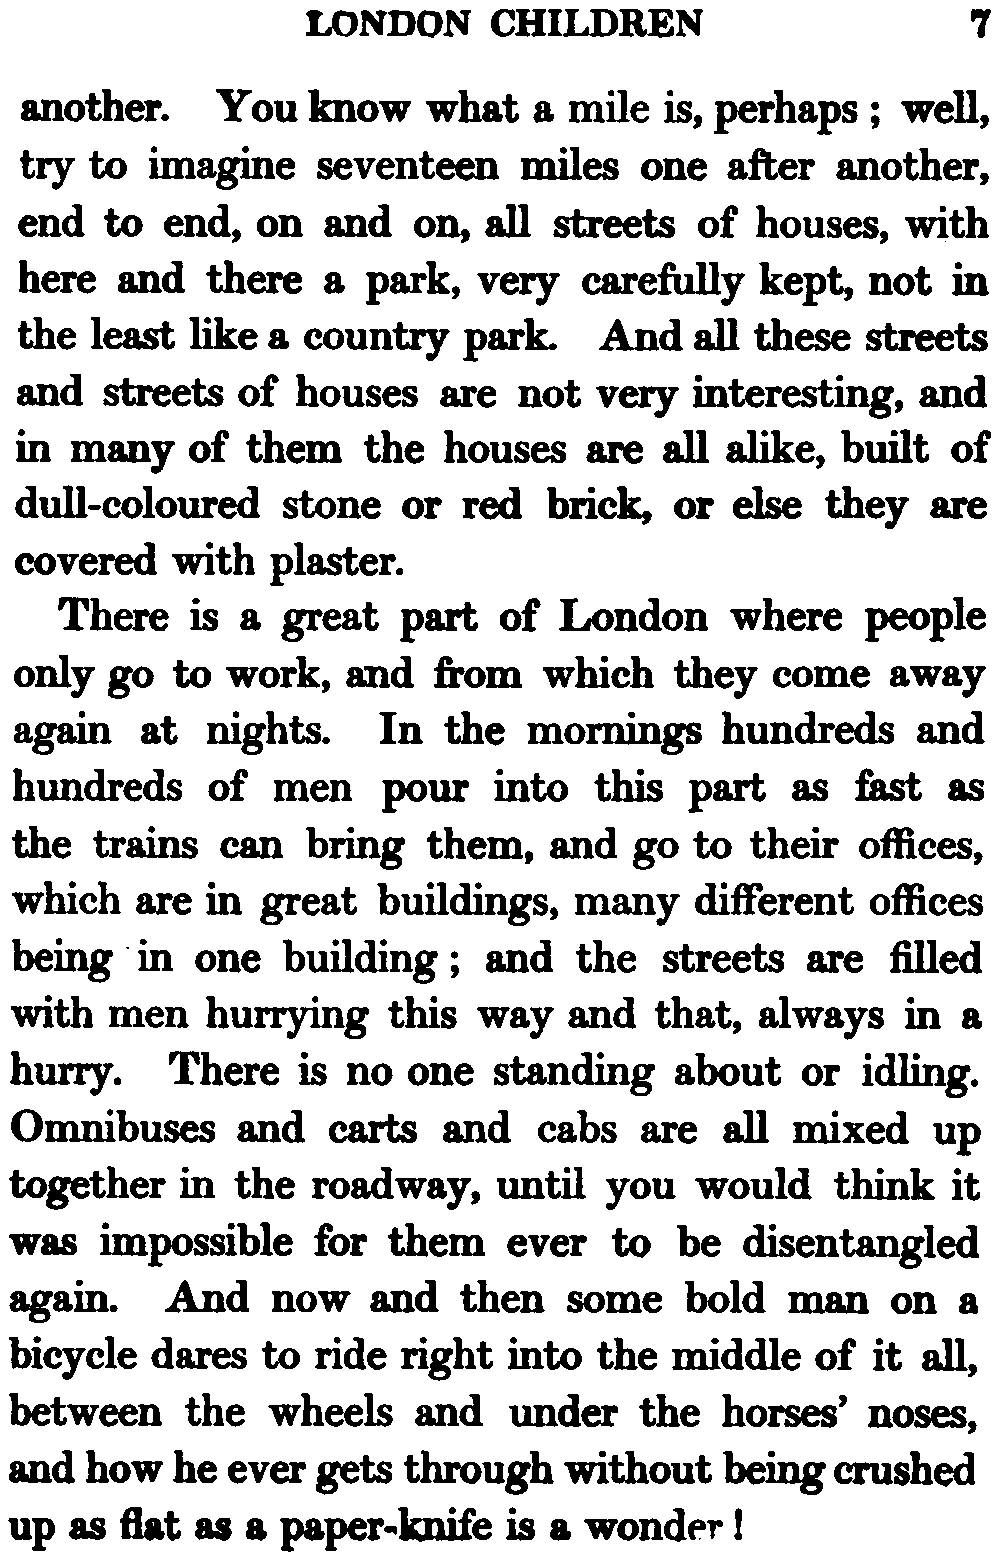 LONDON CHILDREN 7
another. You know what a mile is, perhaps ; well,
try to imagine seventeen miles one after another,
end to end, on and on, all streets of houses, with
here and there a park, very carefully kept, not in
the least like a country park. And all these streets
and streets of houses are not very interesting, and
in many of them the houses are all alike, built of
dull-coloured stone or red brick, or else they are
covered with plaster.
There is a great part of London where people
only go to work, and from which they come away
again at nights. In the mornings hundreds and
hundreds of men pour into this part as fast as
the trains can bring them, and go to their offices,
which are in great buildings, many different offices
being in one building ; and the streets are filled
with men hurrying this way and that, always in a
hurry. There is no one standing about or idling.
Omnibuses and carts and cabs are all mixed up
together in the roadway, until you would think it
was impossible for them ever to be disentangled
again. And now and then some bold man on a
bicycle dares to ride right into the middle of it all,
between the wheels and under the horses' noses,
and how he ever gets through without being crushed
up as flat as a paper-knife is a wonder !